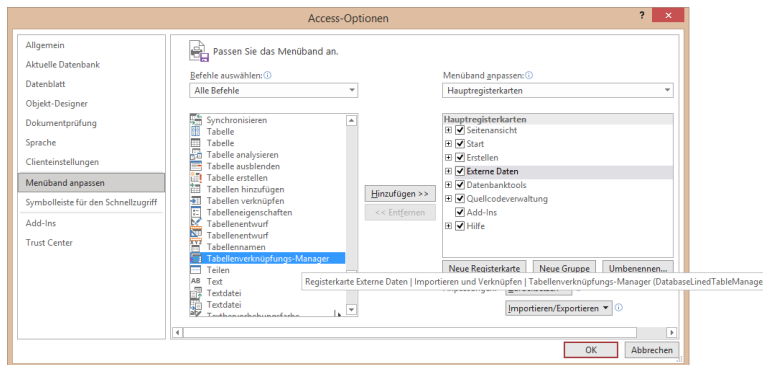 Access-Optionen
?
Allgemein
Aktuelle Datenbank
Datenblatt
Objekt-Designer
Dokumentprüfung
Sprache
Clienteinstellungen
Menüband anpassen
Symbolleiste für den Schnellzugriff
Add-Ins
Trust Center
Passen Sie das Menüband an.
Befehle auswählen:
Alle Befehle
Synchronisieren
Tabelle
Tabelle
Tabelle analysieren
Tabelle ausblenden
Tabelle erstellen
Tabellen hinzufügen
Tabellen verknüpfen
Tabelleneigenschaften
Tabellenentwurf
Tabellenentwurf
Tabellennamen
Tabellenverknüpfungs-Manager
Teilen
Text
Textdatei
Textdatei
Texthervorhebungsfarbe
Hinzufügen >>
<< Entfernen
Menüband anpassen:
Hauptregisterkarten
Hauptregisterkarten
Seitenansicht
Start
Erstellen
Externe Daten
Datenbanktools
Quellcodeverwaltung
Add-Ins
Hilfe
Neue Registerkarte
Neue Gruppe
Umbenennen...
Registerkarte Externe Daten | Importieren und Verknüpfen | Tabellenverknüpfungs-Manager (DatabaseLinedTableManage
Importieren/Exportieren
OK
Abbrechen